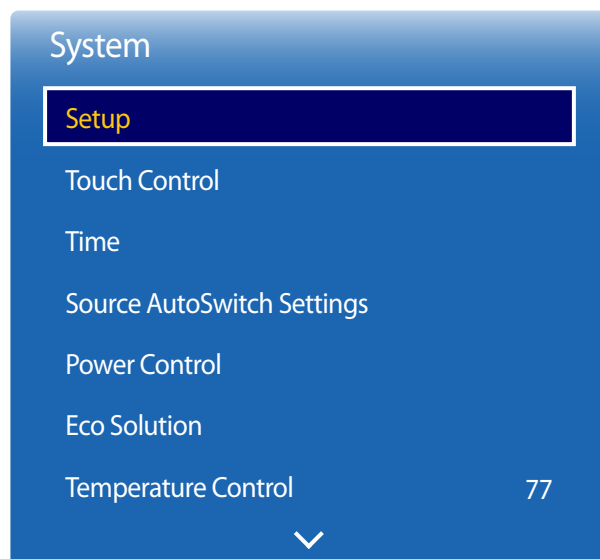 System
Setup
Touch Control
Time
Source AutoSwitch Settings
Power Control
Eco Solution
Temperature Control 77